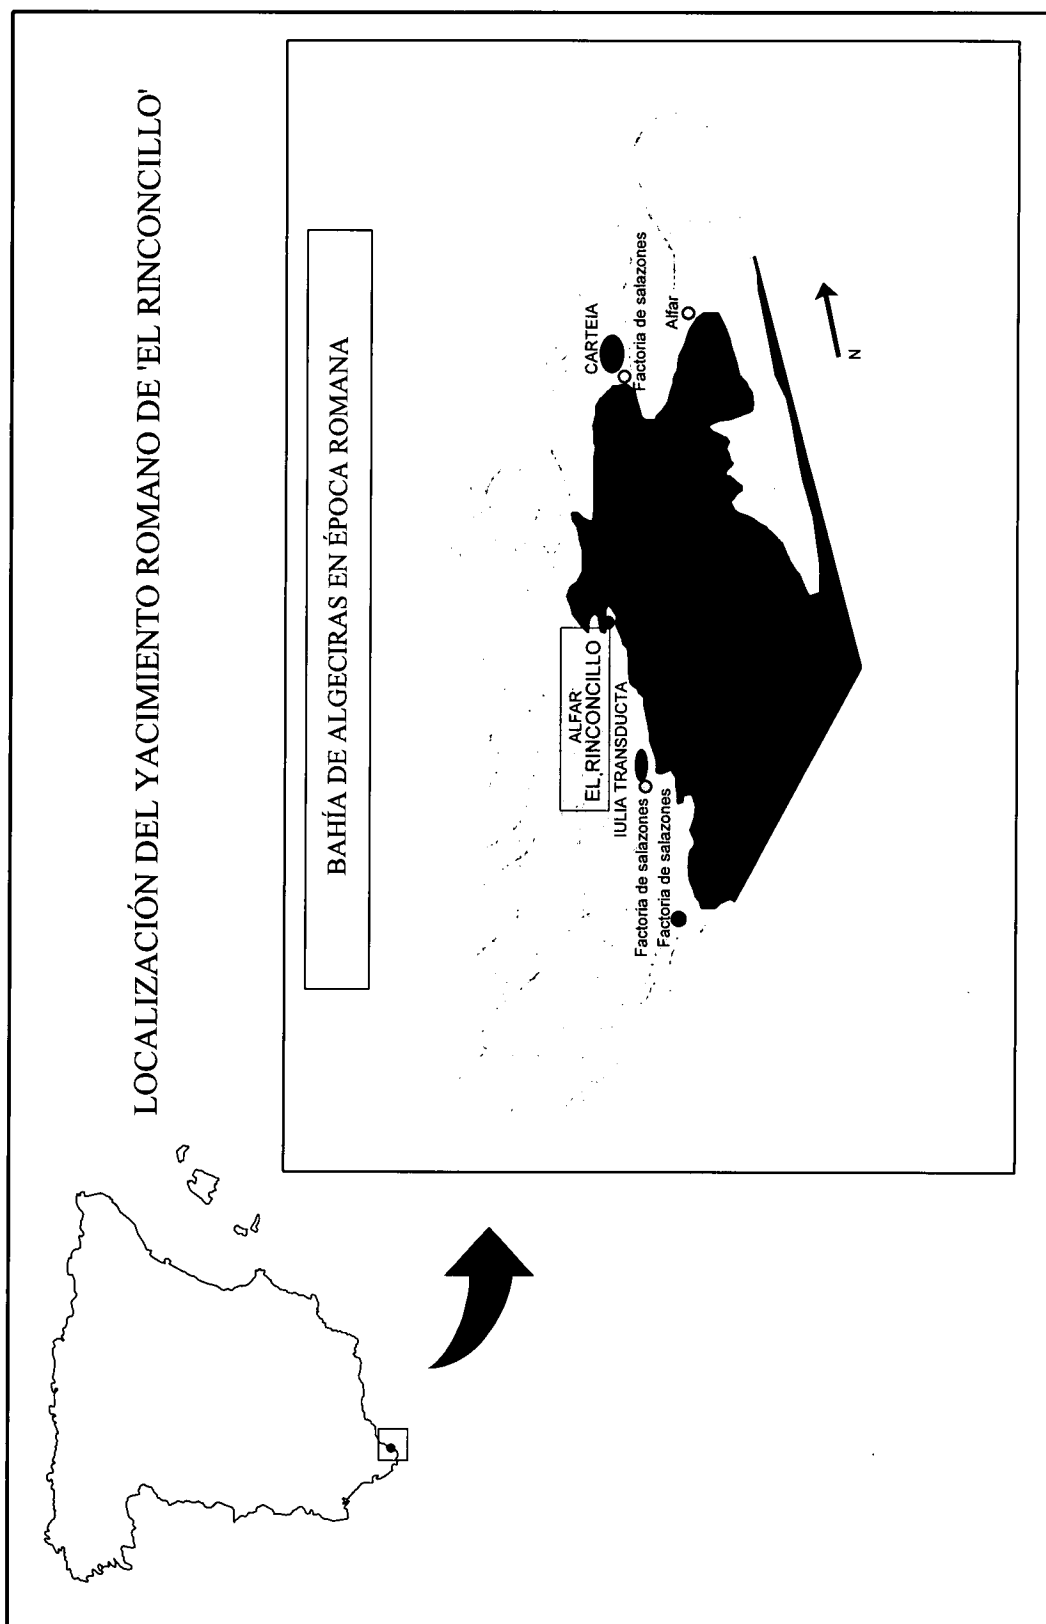 LOCALIZACIÓN DEL YACIMIENTO ROMANO DE 'EL RINCONCILLO'
BAHÍA DE ALGECIRAS EN ÉPOCA ROMANA
ALFAR
EL RINCONCILLO
IULIA TRANSDUCTA
Factoria de salazones
Factoria de salazones
CARTEIA
Factoria de salazones
Alfar
N